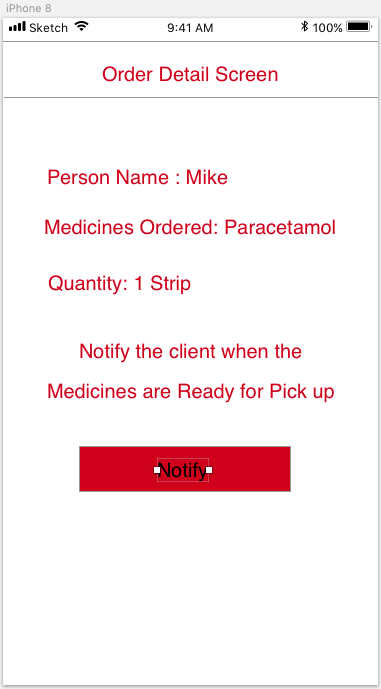 iPhone 8
Sketch 9:41 AM 100%
Order Detail Screen
Person Name : Mike
Medicines Ordered: Paracetamol
Quantity: 1 Strip
Notify the client when the
Medicines are Ready for Pick up
Notify